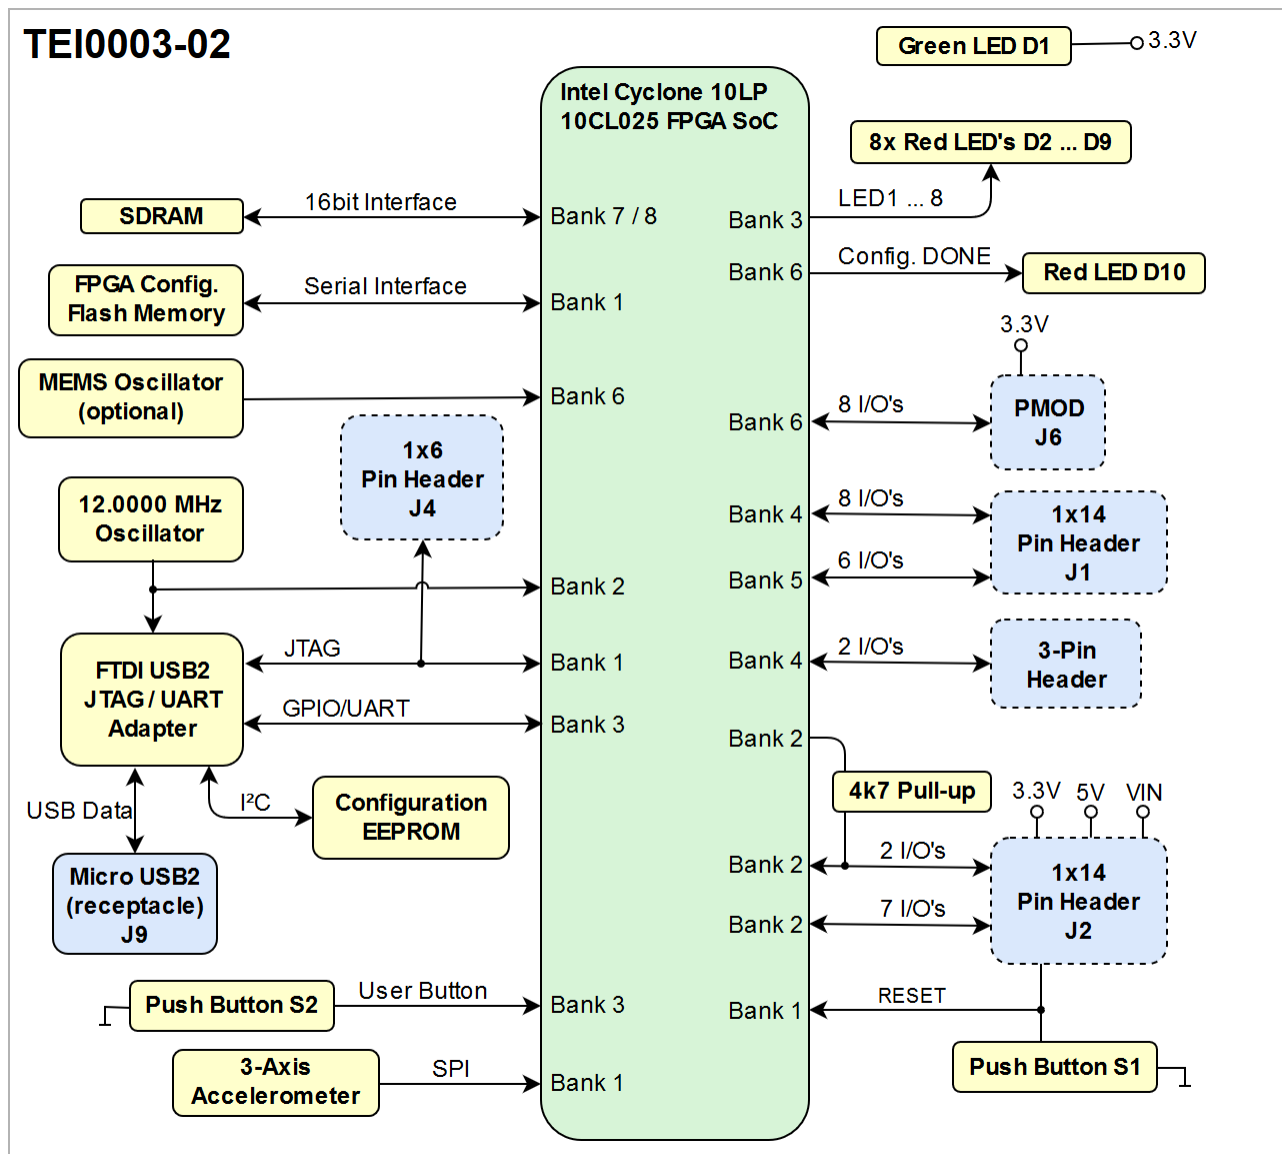 TEI0003-02
Green LED D1
3.3V
Intel Cyclone 10LP
10CL025 FPGA SoC
8x Red LED's D2 ... D9
SDRAM
16bit Interface
Bank 7 / 8
Bank 3
LED1 ... 8
FPGA Config.
Flash Memory
Serial Interface
Bank 1
Bank 6
Config. DONE
Red LED D10
MEMS Oscillator
(optional)
Bank 6
3.3V
Bank 6
8 I/O's
PMOD
J6
1x6
Pin Header
J4
12.0000 MHz
Oscillator
Bank 4
8 I/O's
Bank 5
6 I/O's
1x14
Pin Header
J1
Bank 2
FTDI USB2
JTAG / UART
Adapter
JTAG
Bank 1
GPIO/UART
Bank 3
Bank 4
2 I/O's
3-Pin
Header
Bank 2
4k7 Pull-up
3.3V
5V
VIN
USB Data
I²C
Configuration
EEPROM
Micro USB2
(receptacle)
J9
Bank 2
2 I/O's
Bank 2
7 I/O's
1x14
Pin Header
J2
Push Button S2
User Button
Bank 3
Bank 1
RESET
Push Button S1
3-Axis
Accelerometer
SPI
Bank 1